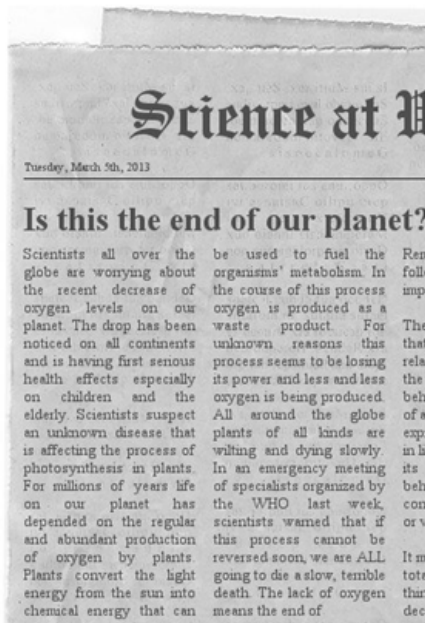 Science at
Tuesday, March 5th, 2013
Is this the end of our planet?
Scientists all over the
globe are worrying about
the recent decrease of
oxygen levels on our
planet. The drop has been
noticed on all continents
and is having first serious
health effects especially
on children and the
elderly. Scientists suspect
an unknown disease that
is affecting the process of
photosynthesis in plants.
For millions of years life
on our planet has
depended on the regular
and abundant production
of oxygen by plants.
Plants convert the light
energy from the sun into
chemical energy that can
be used to fuel the
organisms' metabolism. In
the course of this process
oxygen is produced as a
waste product. For
unknown reasons this
process seems to be losing
its power and less and less
oxygen is being produced.
All around the globe
plants of all kinds are
wilting and dying slowly.
In an emergency meeting
of specialists organized by
the WHO last week,
scientists warned that if
this process cannot be
reversed soon, we are ALL
going to die a slow, terrible
death. The lack of oxygen
means the end of